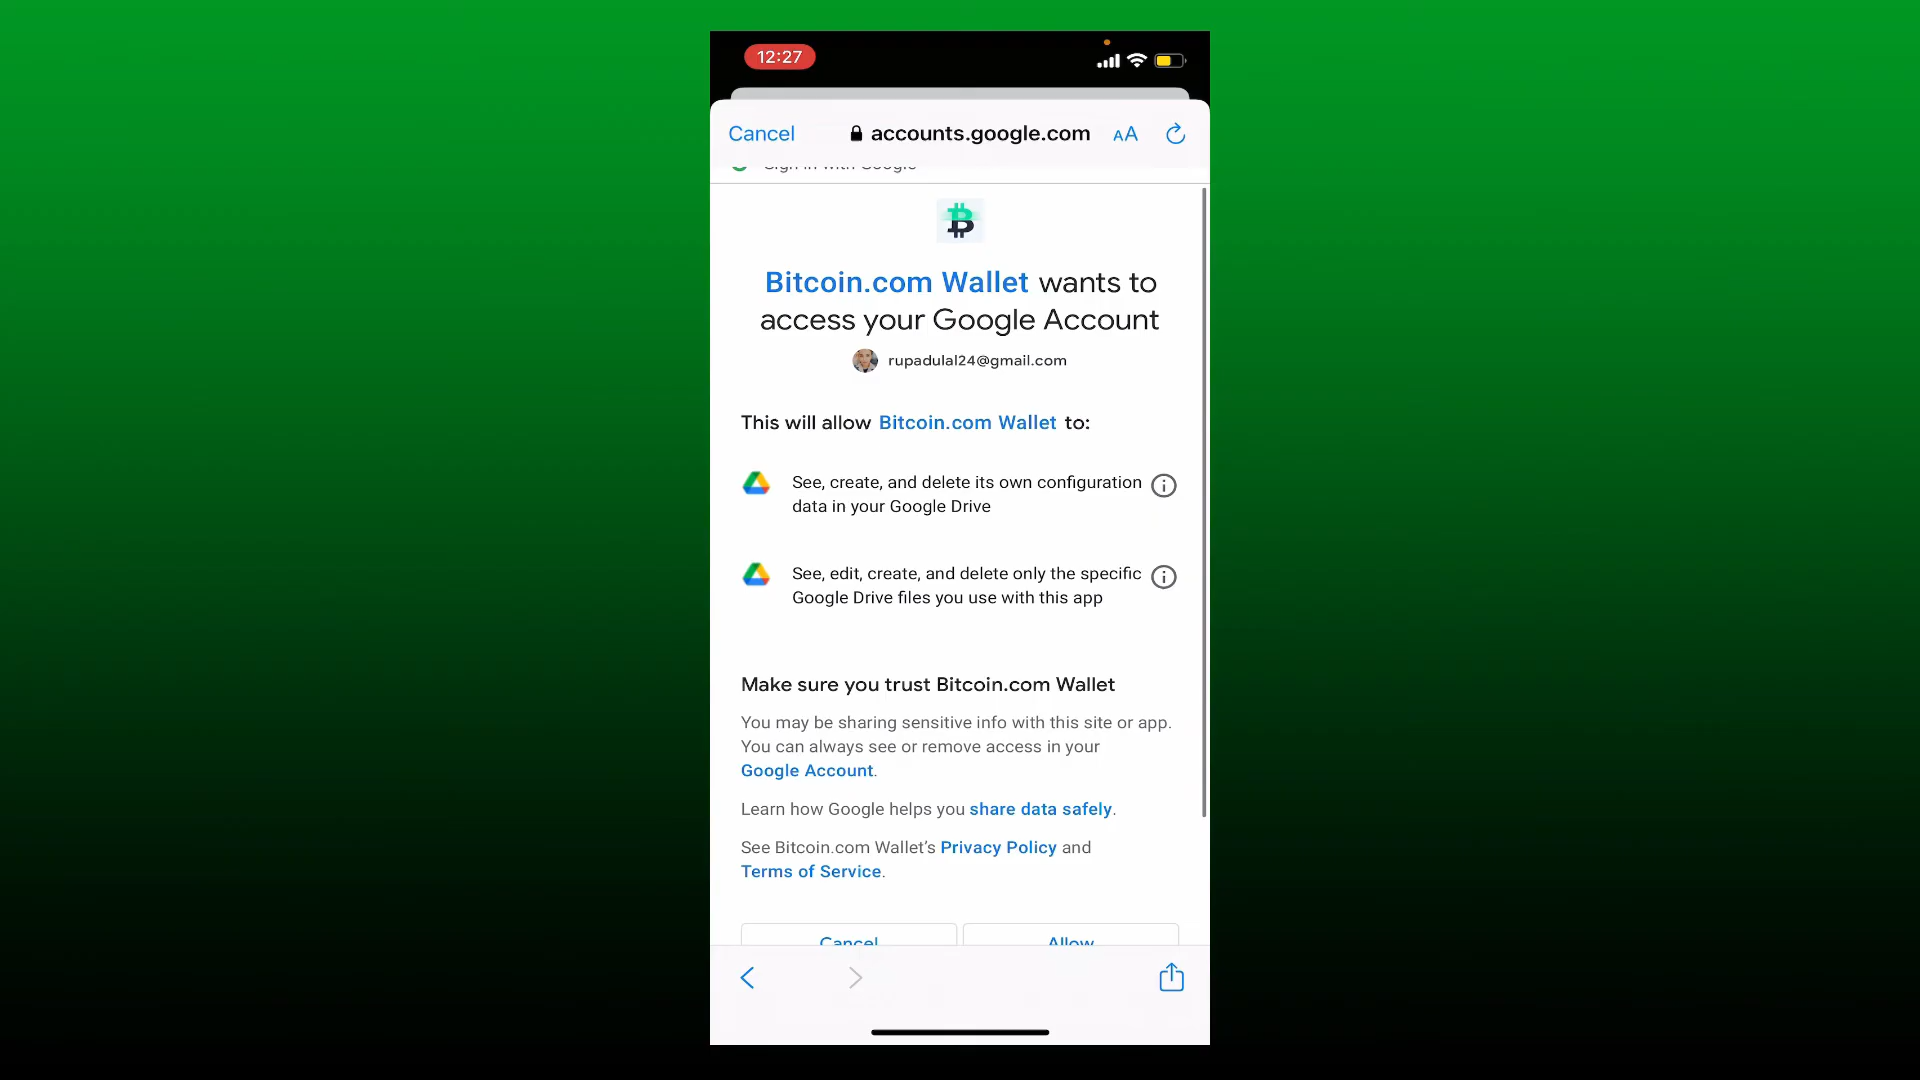 12:27
Cancel accounts.google.com AA
Sign in with Google
Bitcoin.com Wallet wants to
access your Google Account
rupadulal24@gmail.com
This will allow Bitcoin.com Wallet to:
See, create, and delete its own configuration
data in your Google Drive
See, edit, create, and delete only the specific
Google Drive files you use with this app
Make sure you trust Bitcoin.com Wallet
You may be sharing sensitive info with this site or app.
You can always see or remove access in your
Google Account.
Learn how Google helps you share data safely.
See Bitcoin.com Wallet's Privacy Policy and
Terms of Service.
Cancel Allow